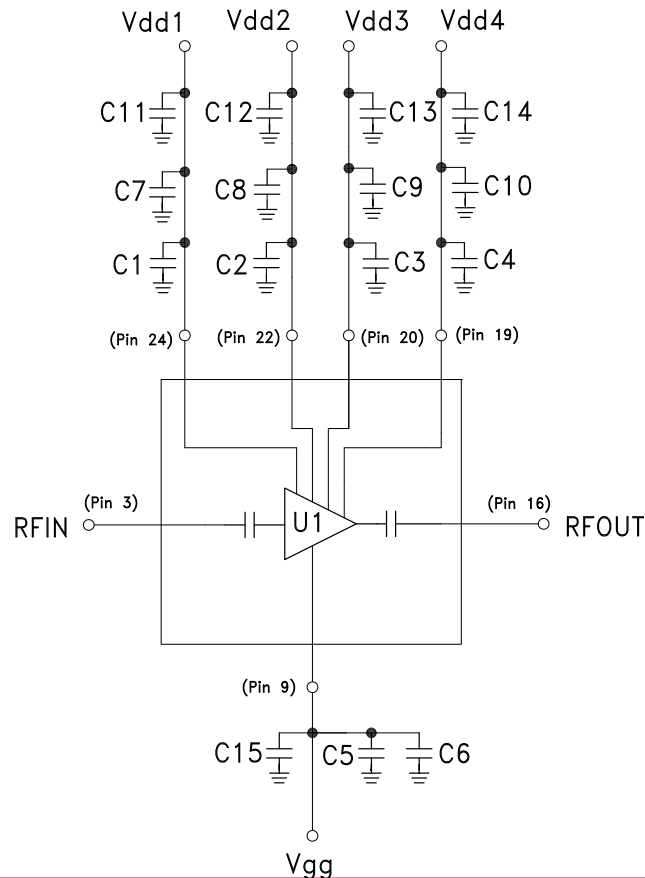 Vdd1 Vdd2 Vdd3 Vdd4
C11 C12 C13 C14
C7 C8 C9 C10
C1 C2 C3 C4
(Pin 24) (Pin 22) (Pin 20) (Pin 19)
(Pin 3) (Pin 16)
RFIN U1 RFOUT
(Pin 9)
C15 C5 C6
Vgg